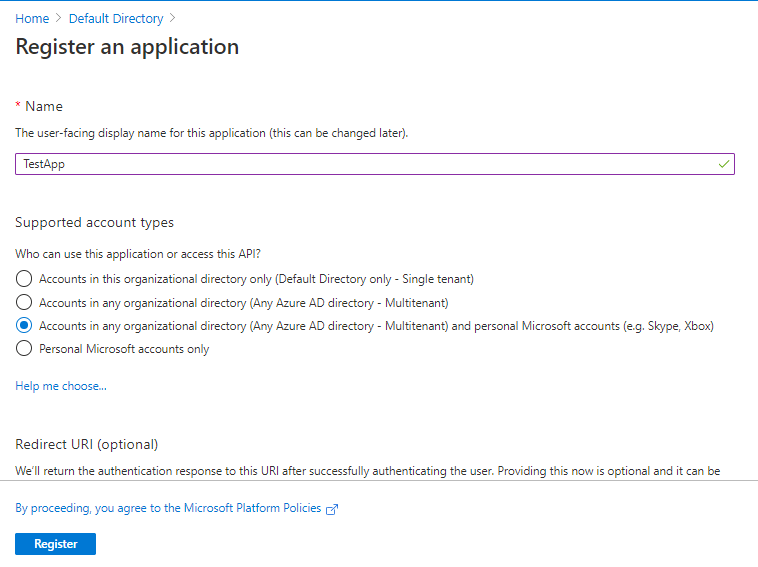 Home > Default Directory >
Register an application
* Name
The user-facing display name for this application (this can be changed later).
TestApp
Supported account types
Who can use this application or access this API?
Accounts in this organizational directory only (Default Directory only - Single tenant)
Accounts in any organizational directory (Any Azure AD directory - Multitenant)
Accounts in any organizational directory (Any Azure AD directory - Multitenant) and personal Microsoft accounts (e.g. Skype, Xbox)
Personal Microsoft accounts only
Help me choose...
Redirect URI (optional)
We'll return the authentication response to this URI after successfully authenticating the user. Providing this now is optional and it can be
By proceeding, you agree to the Microsoft Platform Policies
Register